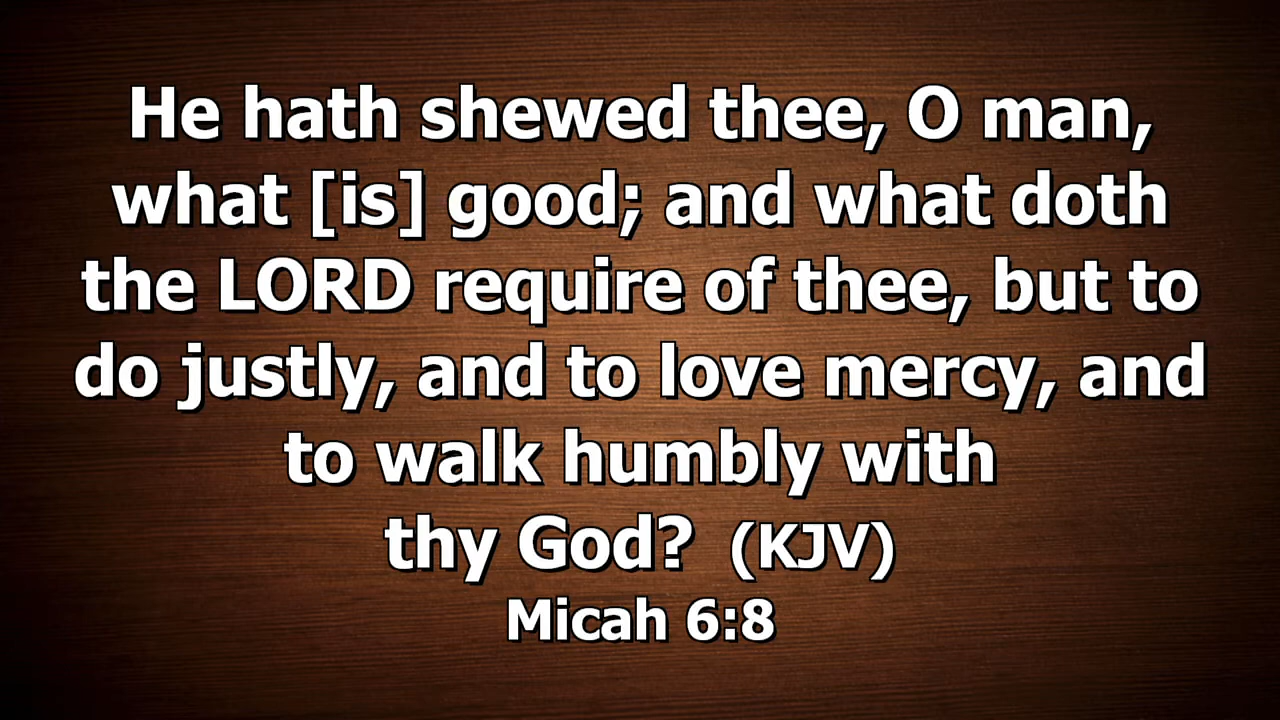 He hath shewed thee, O man,
what [is] good; and what doth
the LORD require of thee, but to
do justly, and to love mercy, and
to walk humbly with
thy God? (KJV)
Micah 6:8